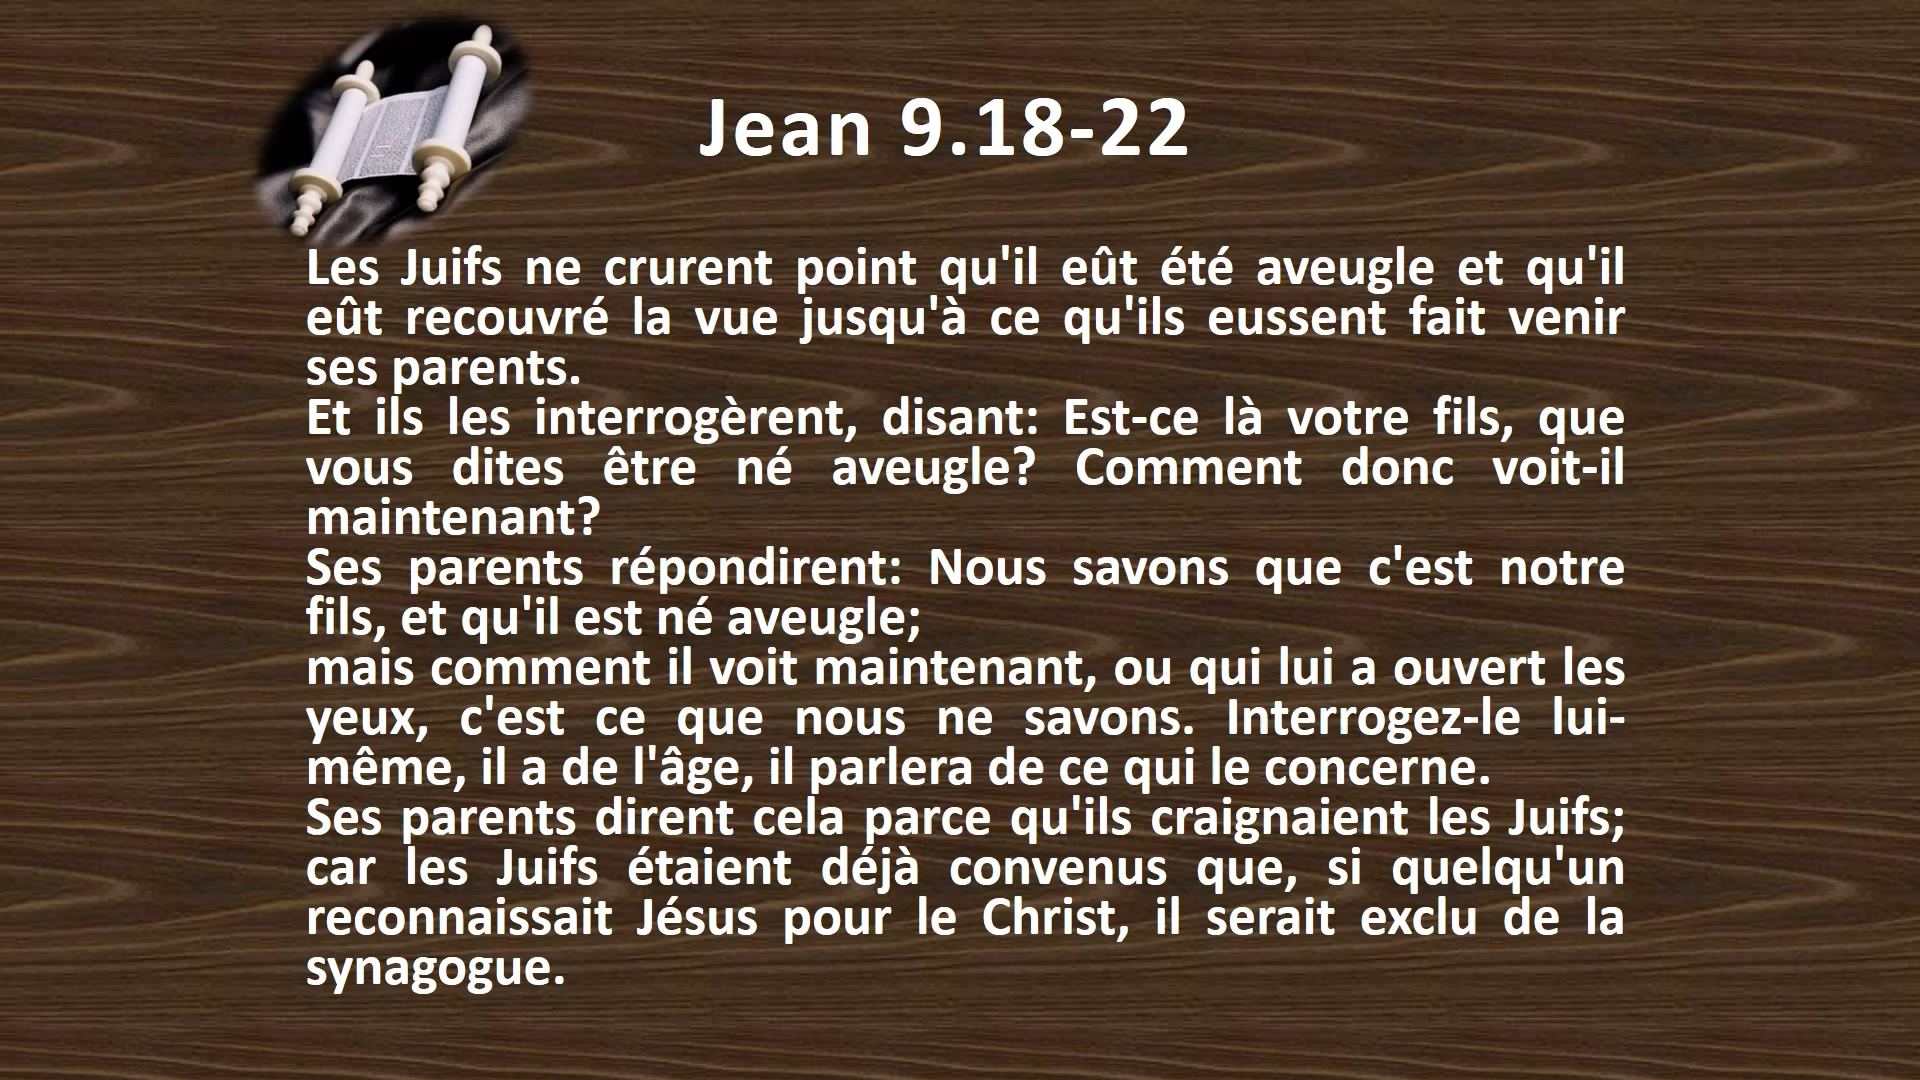 Jean 9.18-22
Les Juifs ne crurent point qu'il eût été aveugle et qu'il
eût recouvré la vue jusqu'à ce qu'ils eussent fait venir
ses parents.
Et ils les interrogèrent, disant: Est-ce là votre fils, que
vous dites être né aveugle? Comment donc voit-il
maintenant?
Ses parents répondirent: Nous savons que c'est notre
fils, et qu'il est né aveugle;
mais comment il voit maintenant, ou qui lui a ouvert les
yeux, c'est ce que nous ne savons. Interrogez-le lui-
même, il a de l'âge, il parlera de ce qui le concerne.
Ses parents dirent cela parce qu'ils craignaient les Juifs;
car les Juifs étaient déjà convenus que, si quelqu'un
reconnaissait Jésus pour le Christ, il serait exclu de la
synagogue.